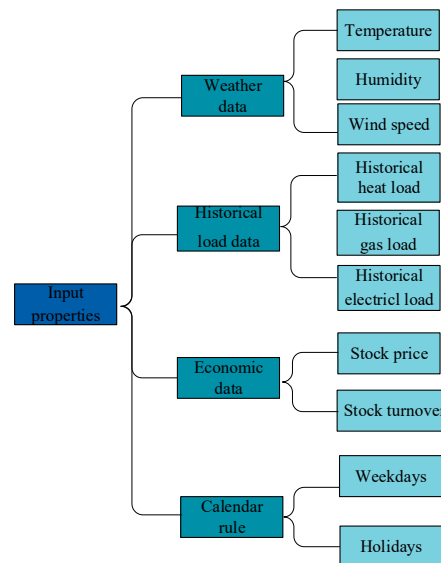 Temperature
Weather
data
Humidity
Wind speed
Historical
heat load
Historical
load data
Historical
gas load
Historical
electricl load
Input
properties
Stock price
Economic
data
Stock turnover
Weekdays
Calendar
rule
Holidays